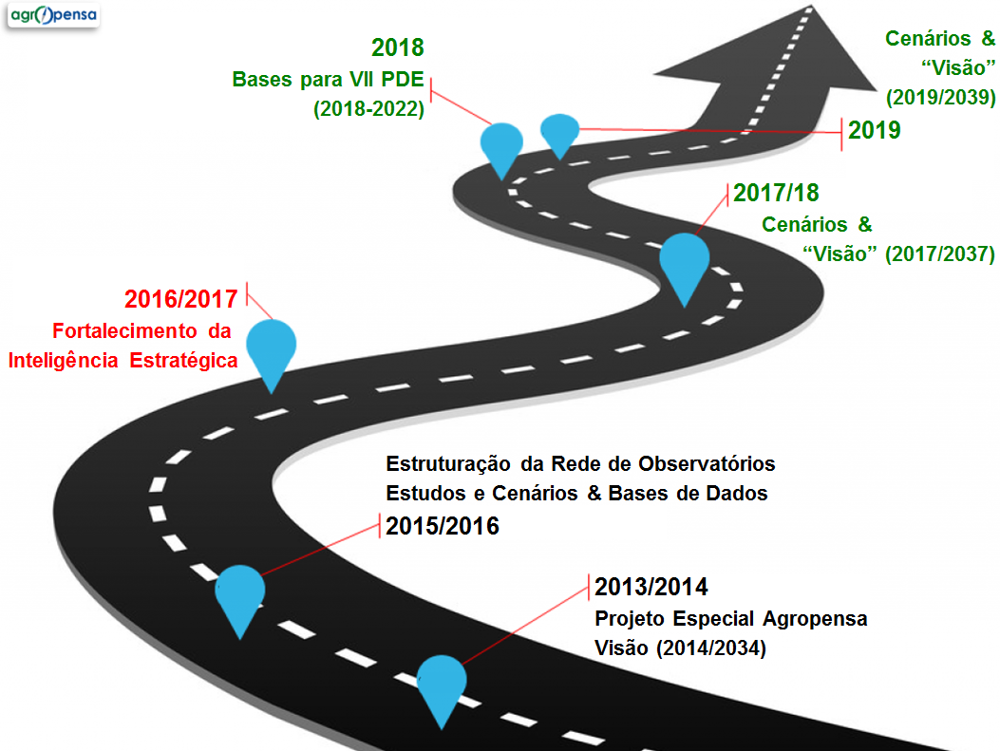 agropensa
2018
Bases para VII PDE
(2018-2022)
Cenários &
“Visão”
(2019/2039)
2019
2017/18
Cenários &
“Visão” (2017/2037)
2016/2017
Fortalecimento da
Inteligência Estratégica
Estruturação da Rede de Observatórios
Estudos e Cenários & Bases de Dados
2015/2016
2013/2014
Projeto Especial Agropensa
Visão (2014/2034)